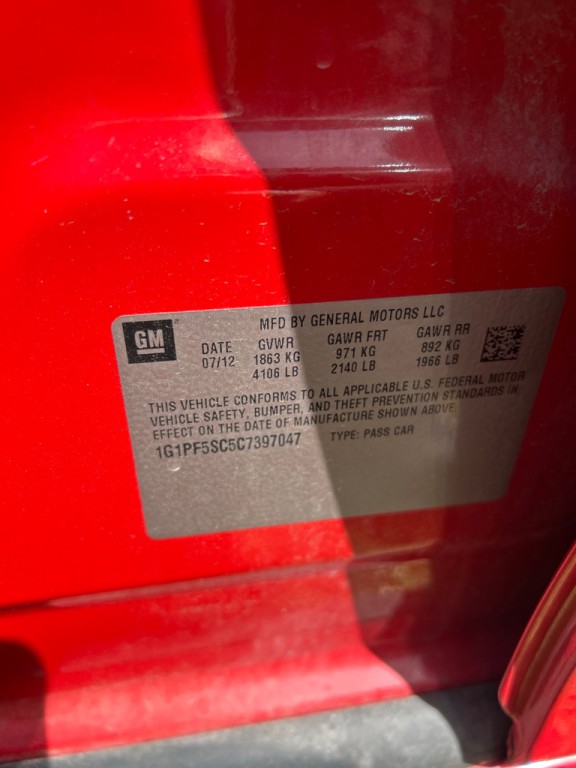 GM
MFD BY GENERAL MOTORS LLC
DATE GVWR GAWR FRT GAWR RR
07/12 1863 KG 971 KG 892 KG
4106 LB 2140 LB 1966 LB
THIS VEHICLE CONFORMS TO ALL APPLICABLE U.S. FEDERAL MOTOR
VEHICLE SAFETY, BUMPER, AND THEFT PREVENTION STANDARDS IN
EFFECT ON THE DATE OF MANUFACTURE SHOWN ABOVE.
1G1PF5SC5C7397047 TYPE: PASS CAR